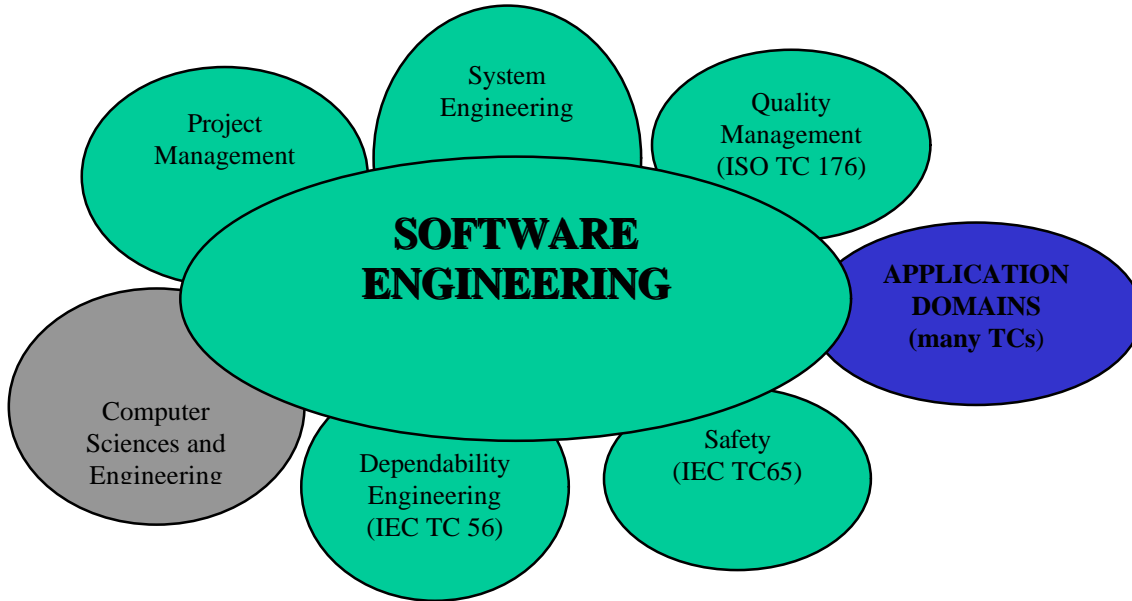 System
Engineering
Project
Management
Quality
Management
(ISO TC 176)
SOFTWARE
ENGINEERING
APPLICATION
DOMAINS
(many TCs)
Computer
Sciences and
Engineering
Dependability
Engineering
(IEC TC 56)
Safety
(IEC TC65)